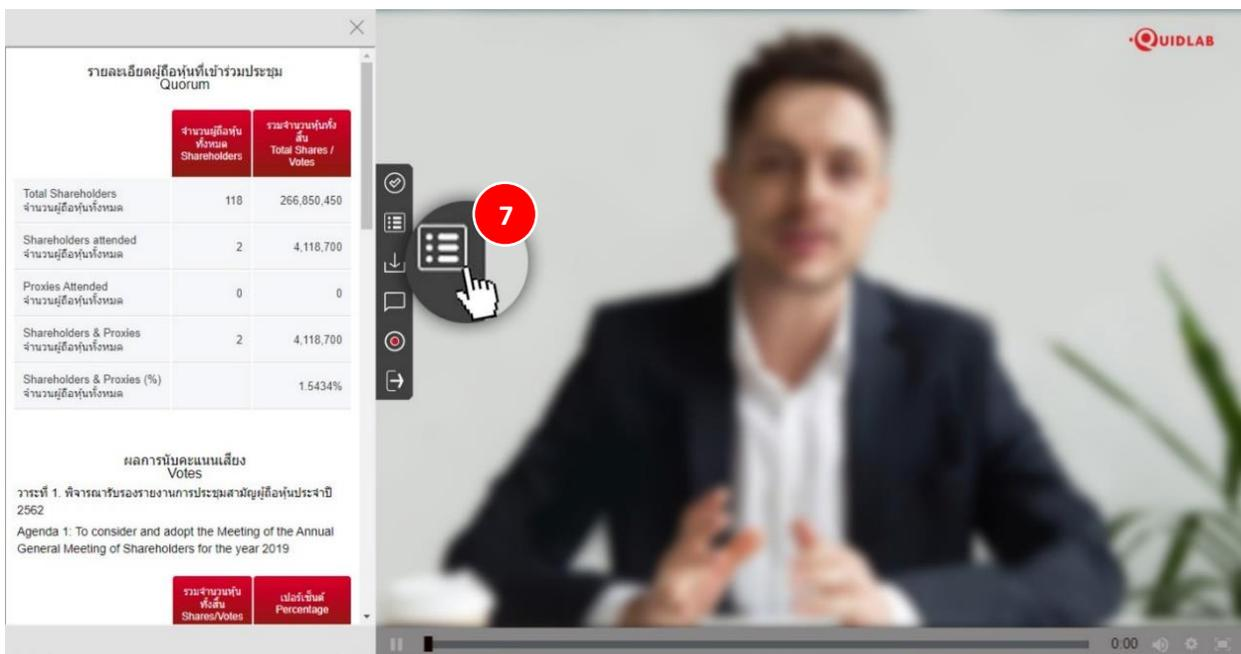 QUIDLAB
รายละเอียดผู้ถือหุ้นที่เข้าร่วมประชุม
Quorum
จำนวนผู้ถือหุ้น
ทั้งหมด
Shareholders
รวมจำนวนหุ้นทั้ง
สิ้น
Total Shares /
Votes
Total Shareholders
จำนวนผู้ถือหุ้นทั้งหมด
118
266,850,450
Shareholders attended
จำนวนผู้ถือหุ้นทั้งหมด
2
4,118,700
Proxies Attended
จำนวนผู้ถือหุ้นทั้งหมด
0
0
Shareholders & Proxies
จำนวนผู้ถือหุ้นทั้งหมด
2
4,118,700
Shareholders & Proxies (%)
จำนวนผู้ถือหุ้นทั้งหมด
1.5434%
7
ผลการนับคะแนนเสียง
Votes
วาระที่ 1. พิจารณารับรองรายงานการประชุมสามัญผู้ถือหุ้นประจำปี
2562
Agenda 1: To consider and adopt the Meeting of the Annual
General Meeting of Shareholders for the year 2019
รวมจำนวนหุ้น
ทั้งสิ้น
Shares/Votes
เปอร์เซ็นต์
Percentage
0:00